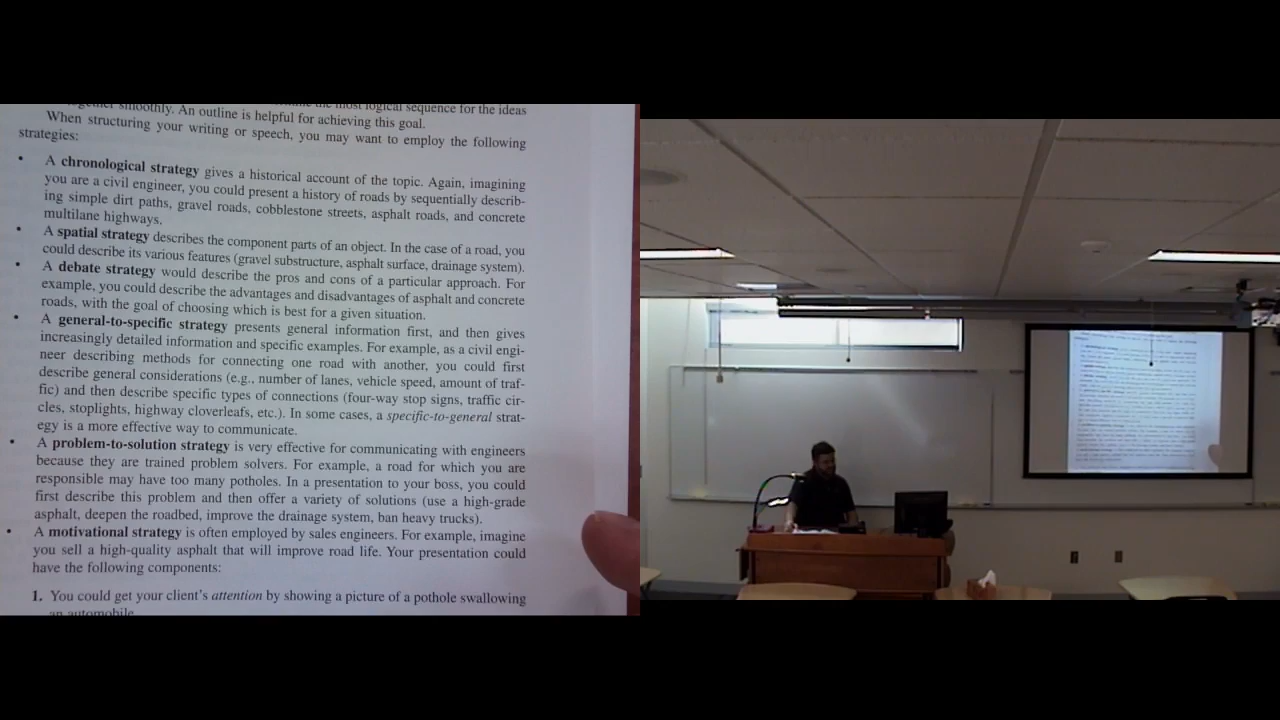 together smoothly. An outline is helpful for achieving this goal.
most logical sequence for the ideas
When structuring your writing or speech, you may want to employ the following
strategies:
• A chronological strategy gives a historical account of the topic. Again, imagining
you are a civil engineer, you could present a history of roads by sequentially describ-
ing simple dirt paths, gravel roads, cobblestone streets, asphalt roads, and concrete
multilane highways.
• A spatial strategy describes the component parts of an object. In the case of a road, you
could describe its various features (gravel substructure, asphalt surface, drainage system).
• A debate strategy would describe the pros and cons of a particular approach. For
example, you could describe the advantages and disadvantages of asphalt and concrete
roads, with the goal of choosing which is best for a given situation.
• A general-to-specific strategy presents general information first, and then gives
increasingly detailed information and specific examples. For example, as a civil engi-
neer describing methods for connecting one road with another, you could first
describe general considerations (e.g., number of lanes, vehicle speed, amount of traf-
fic) and then describe specific types of connections (four-way stop signs, traffic cir-
cles, stoplights, highway cloverleafs, etc.). In some cases, a specific-to-general strat-
egy is a more effective way to communicate.
• A problem-to-solution strategy is very effective for communicating with engineers
because they are trained problem solvers. For example, a road for which you are
responsible may have too many potholes. In a presentation to your boss, you could
first describe this problem and then offer a variety of solutions (use a high-grade
asphalt, deepen the roadbed, improve the drainage system, ban heavy trucks).
• A motivational strategy is often employed by sales engineers. For example, imagine
you sell a high-quality asphalt that will improve road life. Your presentation could
have the following components:
1. You could get your client's attention by showing a picture of a pothole swallowing
an automobile.